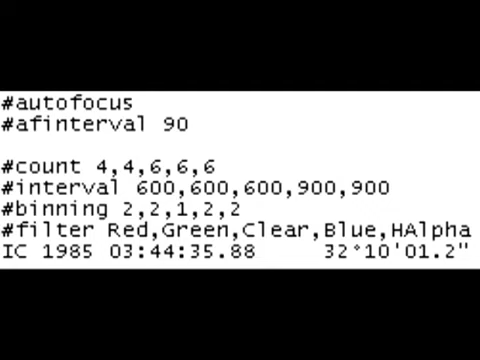 #autofocus
#afinterval 90
#count 4,4,6,6,6
#interval 600,600,600,900,900
#binning 2,2,1,2,2
#filter Red,Green,Clear,Blue,HAlpha
IC 1985 03:44:35.88 32°10'01.2"